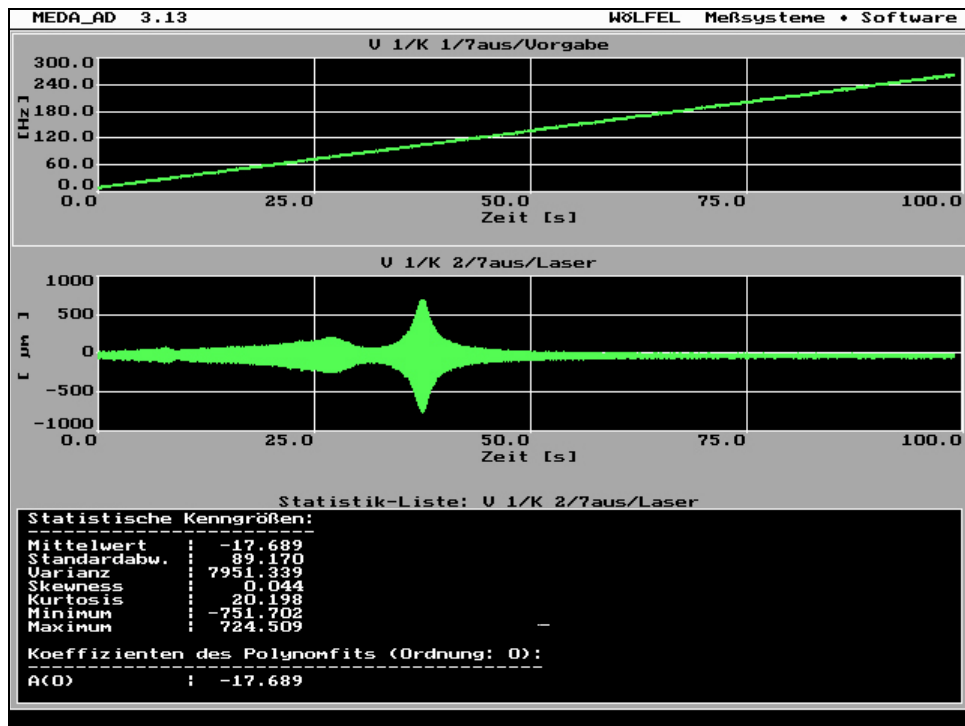 MEDA_AD 3.13 WÖLFEL Meßsysteme • Software
V 1/K 1/7aus/Vorgabe
300.0
240.0
180.0
120.0
60.0
0.0
[Hz]
0.0 25.0 50.0 75.0 100.0
Zeit [s]
V 1/K 2/7aus/Laser
1000
500
0
-500
-1000
[ µm ]
0.0 25.0 50.0 75.0 100.0
Zeit [s]
Statistik-Liste: V 1/K 2/7aus/Laser
Statistische Kenngrößen:
------------------------
Mittelwert ¦ -17.689
Standardabw. ¦ 89.170
Varianz ¦ 7951.339
Skewness ¦ 0.044
Kurtosis ¦ 20.198
Minimum ¦ -751.702
Maximum ¦ 724.509
Koeffizienten des Polynomfits (Ordnung: 0):
-------------------------------------------
A(0) ¦ -17.689